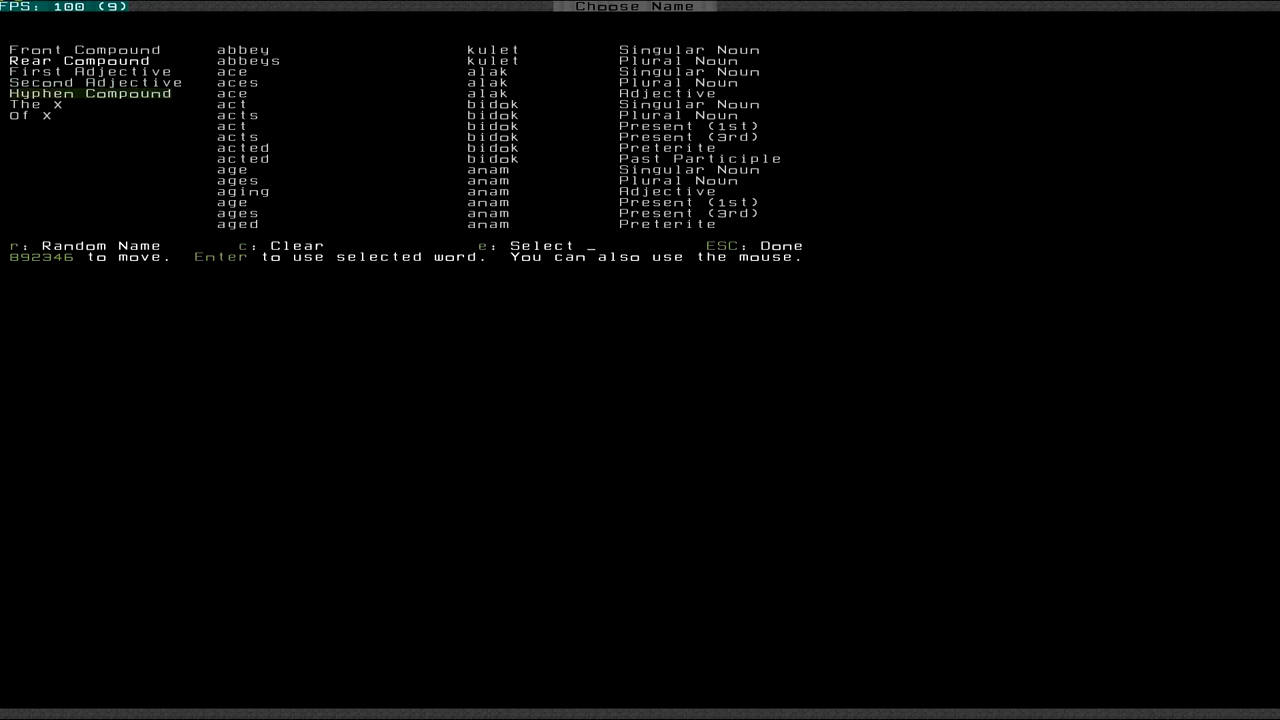 FPS: 100 (9) Choose Name
Front Compound abbey kulet Singular Noun
Rear Compound abbeys kulet Plural Noun
First Adjective ace alak Singular Noun
Second Adjective aces alak Plural Noun
Hyphen Compound ace alak Adjective
The x act bidok Singular Noun
Of x acts bidok Plural Noun
act bidok Present (1st)
acts bidok Present (3rd)
acted bidok Preterite
acted bidok Past Participle
age anam Singular Noun
ages anam Plural Noun
aging anam Adjective
age anam Present (1st)
ages anam Present (3rd)
aged anam Preterite
r: Random Name c: Clear e: Select _ ESC: Done
892346 to move. Enter to use selected word. You can also use the mouse.